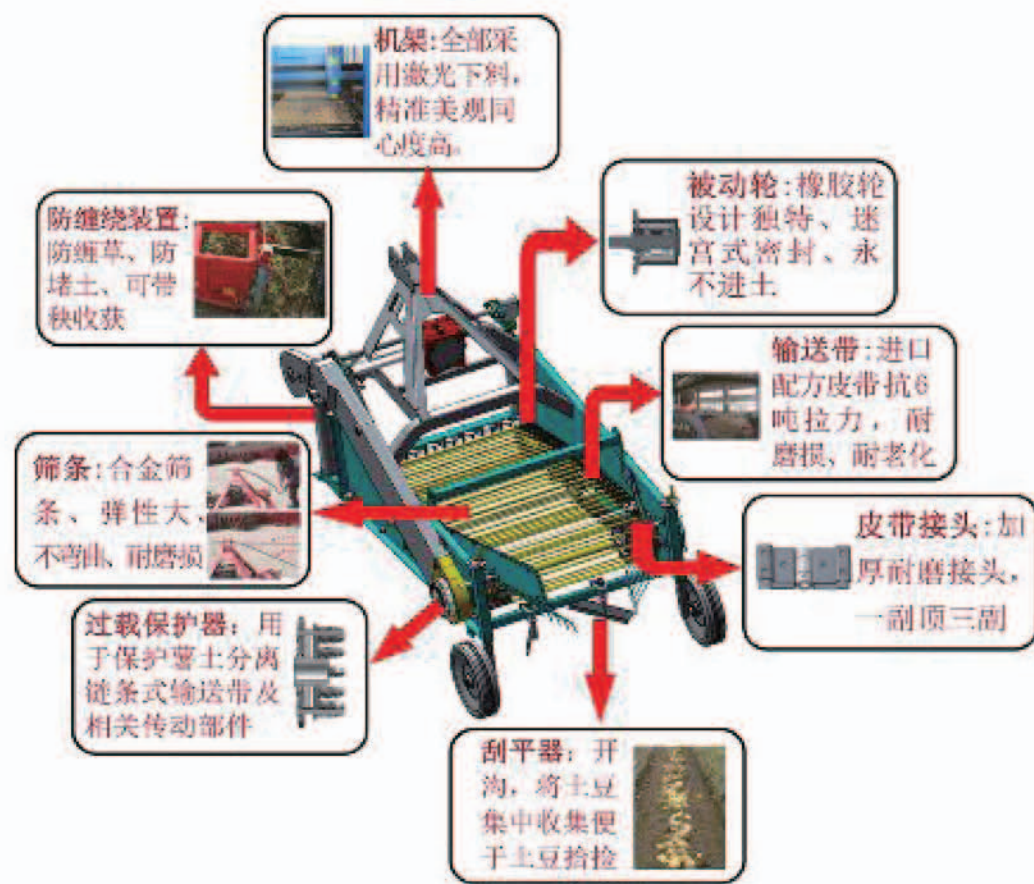 机架:全部采
用激光下料,
精准美观同
心度高。
防缠绕装置:
防缠草、防
堵土、可带
秧收获
被动轮:橡胶轮
设计独特、迷
宫式密封、永
不进土
输送带:进口
配方皮带抗6
吨拉力,耐
磨损、耐老化
筛条:合金筛
条、弹性大、
不弯曲、耐磨损
皮带接头:加
厚耐磨接头,
一副顶三副
过载保护器:用
于保护薯土分离
链条式输送带及
相关传动部件
刮平器:开
沟,将土豆
集中收集便
于土豆拾捡